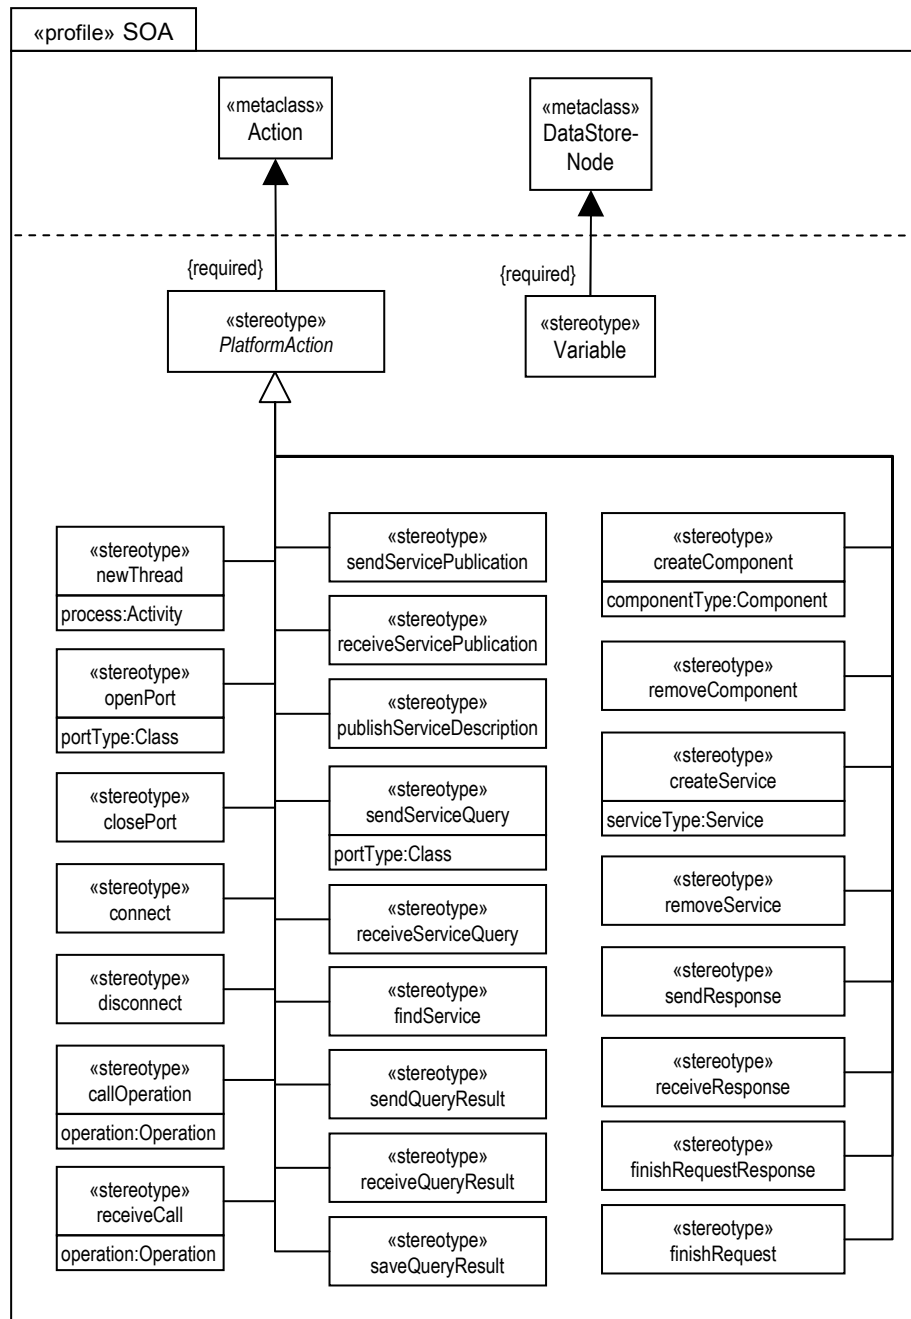 «profile» SOA
«metaclass»
Action
«metaclass»
DataStore-
Node
{required}
{required}
«stereotype»
PlatformAction
«stereotype»
Variable
«stereotype»
newThread
process:Activity
«stereotype»
openPort
portType:Class
«stereotype»
closePort
«stereotype»
connect
«stereotype»
disconnect
«stereotype»
callOperation
operation:Operation
«stereotype»
receiveCall
operation:Operation
«stereotype»
sendServicePublication
«stereotype»
receiveServicePublication
«stereotype»
publishServiceDescription
«stereotype»
sendServiceQuery
portType:Class
«stereotype»
receiveServiceQuery
«stereotype»
findService
«stereotype»
sendQueryResult
«stereotype»
receiveQueryResult
«stereotype»
saveQueryResult
«stereotype»
createComponent
componentType:Component
«stereotype»
removeComponent
«stereotype»
createService
serviceType:Service
«stereotype»
removeService
«stereotype»
sendResponse
«stereotype»
receiveResponse
«stereotype»
finishRequestResponse
«stereotype»
finishRequest